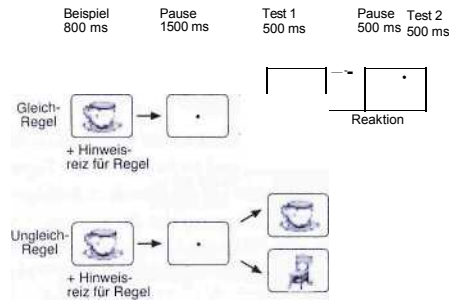 Beispiel Pause Test 1 Pause Test 2
800 ms 1500 ms 500 ms 500 ms 500 ms
Gleich-
Regel
Reaktion
+ Hinweis-
reiz für Regel
Ungleich-
Regel
+ Hinweis-
reiz für Regel